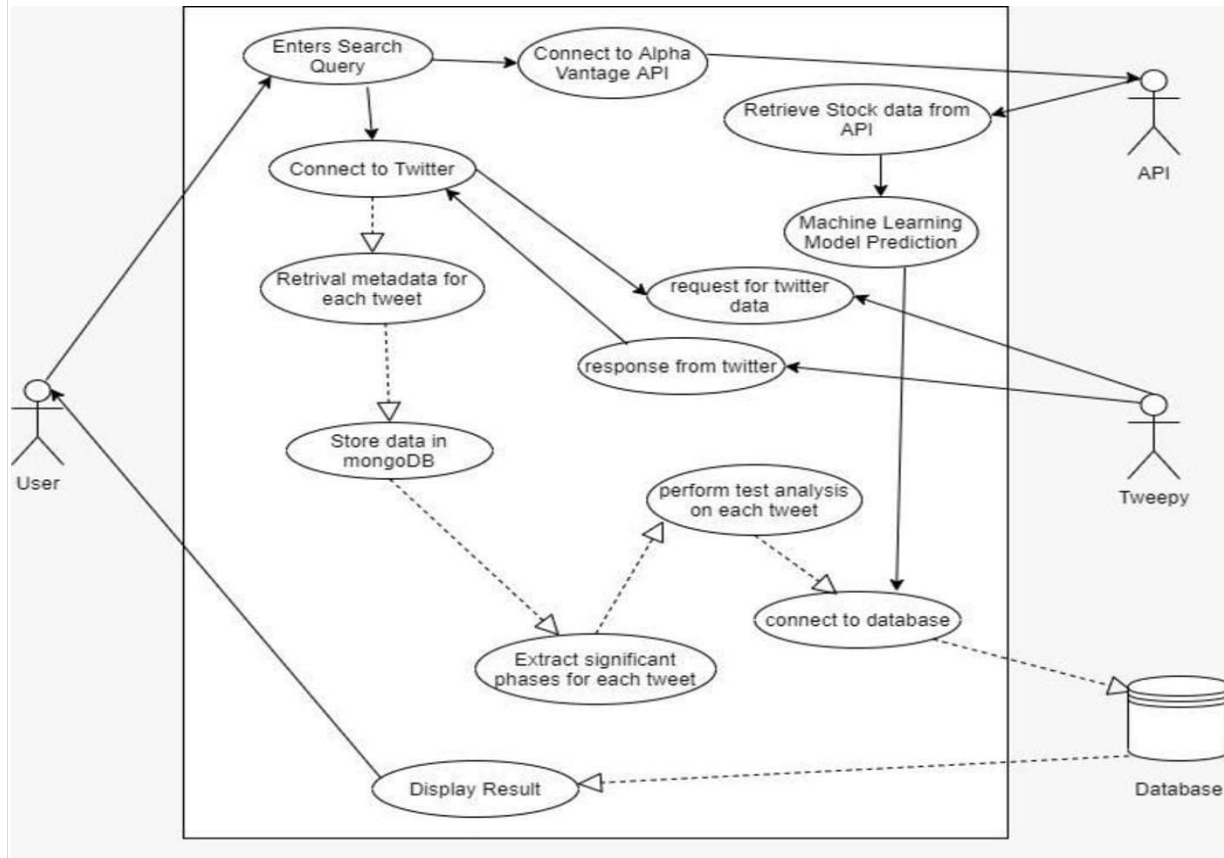 Enters Search
Query
Connect to Alpha
Vantage API
Retrieve Stock data from
API
API
Connect to Twitter
Machine Learning
Model Prediction
Retrival metadata for
each tweet
request for twitter
data
response from twitter
Store data in
mongoDB
User
perform test analysis
on each tweet
Tweepy
connect to database
Extract significant
phases for each tweet
Display Result
Database